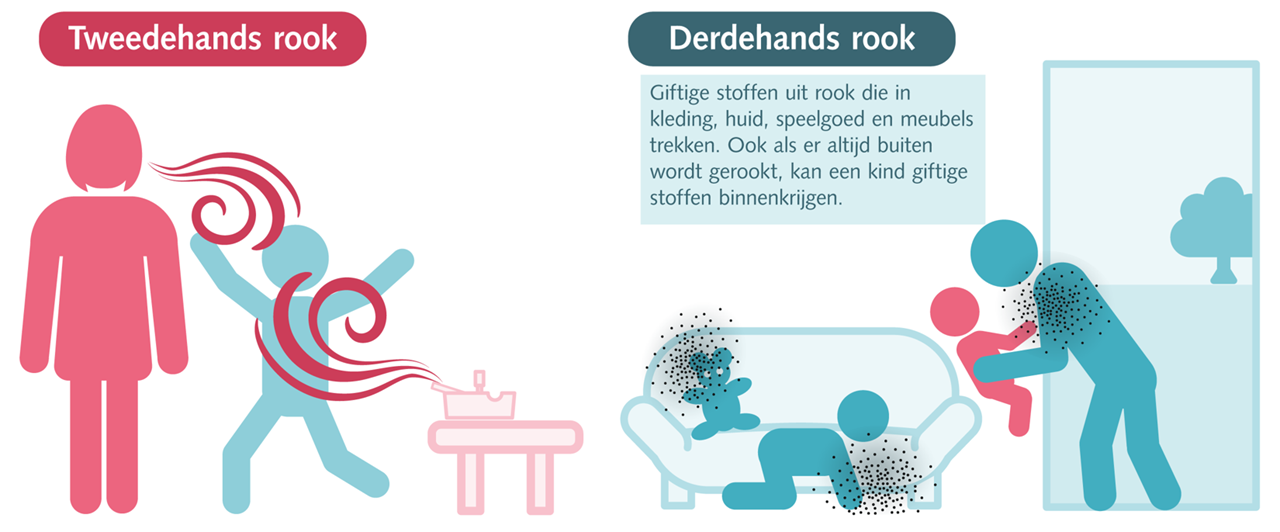 Tweedehands rook
Derdehands rook
Giftige stoffen uit rook die in
kleding, huid, speelgoed en meubels
trekken. Ook als er altijd buiten
wordt gerookt, kan een kind giftige
stoffen binnenkrijgen.